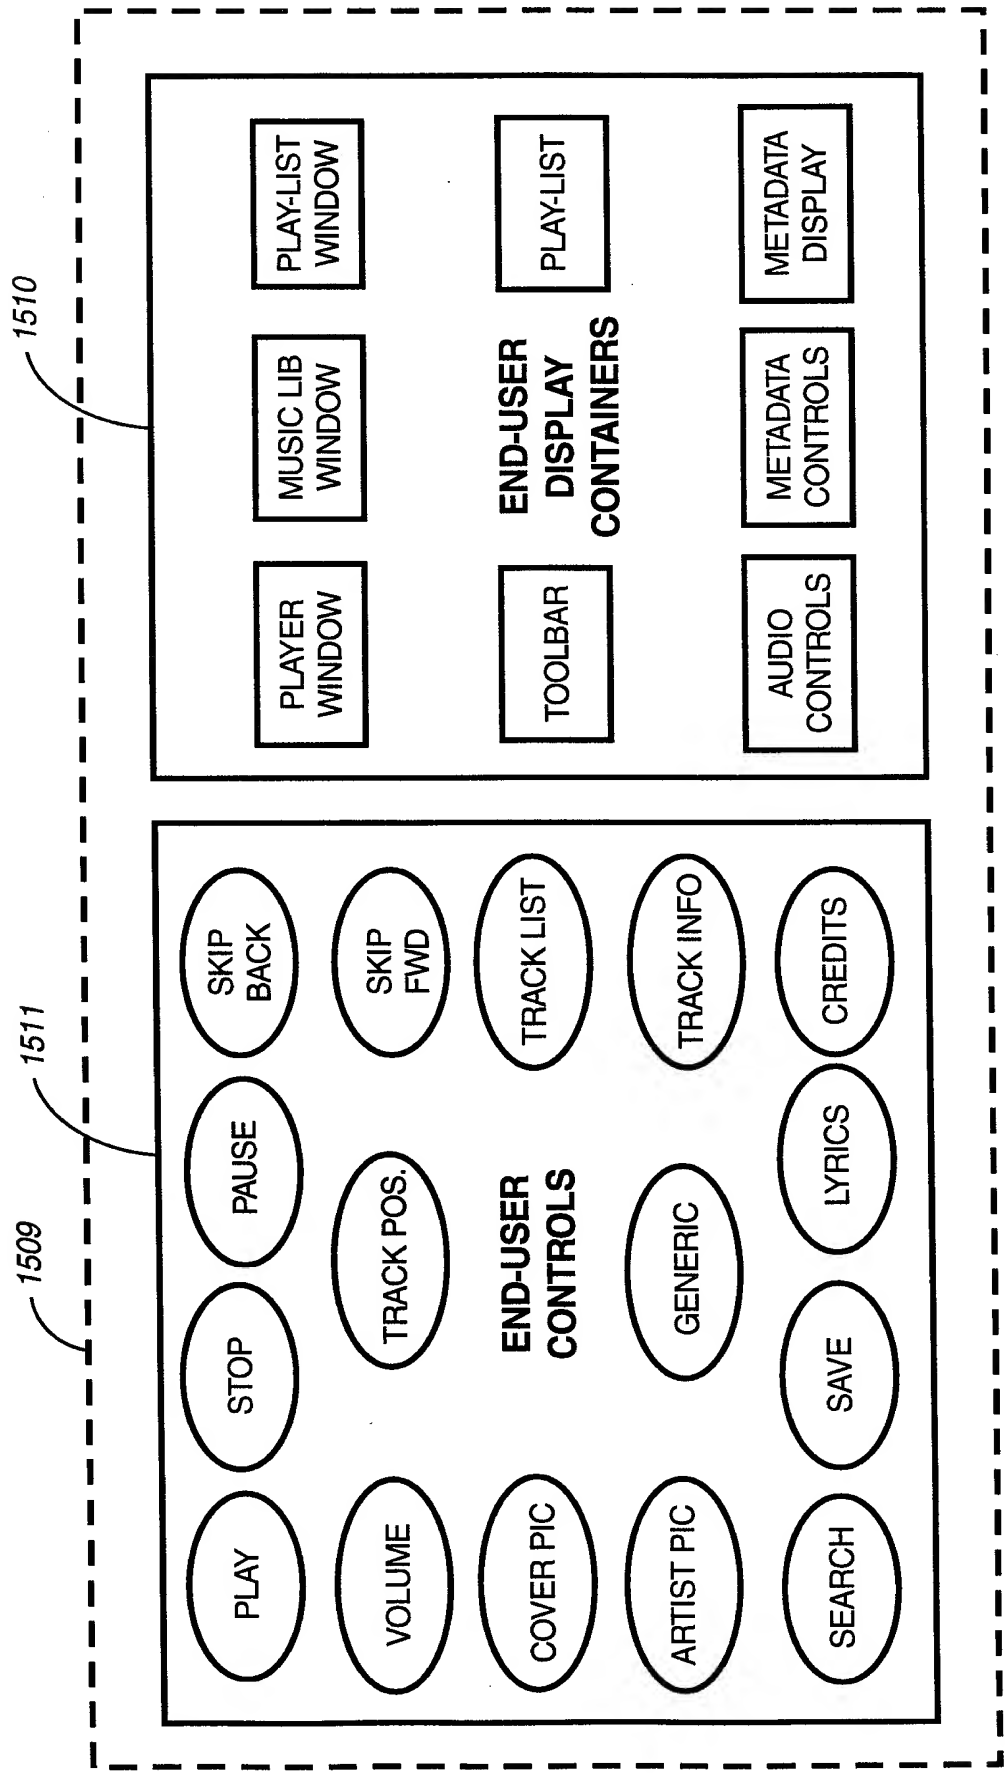 1509
1511
1510
PLAY
STOP
PAUSE
SKIP
BACK
VOLUME
TRACK POS.
SKIP
FWD
COVER PIC
END-USER
CONTROLS
TRACK LIST
ARTIST PIC
GENERIC
TRACK INFO
SEARCH
SAVE
LYRICS
CREDITS
PLAYER
WINDOW
MUSIC LIB
WINDOW
PLAY-LIST
WINDOW
TOOLBAR
END-USER
DISPLAY
CONTAINERS
PLAY-LIST
AUDIO
CONTROLS
METADATA
CONTROLS
METADATA
DISPLAY